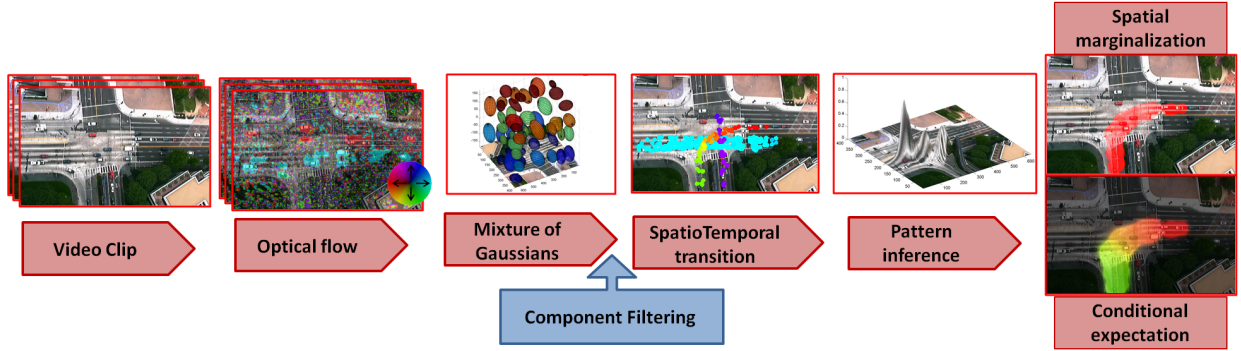 Spatial
marginalization
Video Clip
Optical flow
Mixture of
Gaussians
SpatioTemporal
transition
Pattern
inference
Component Filtering
Conditional
expectation